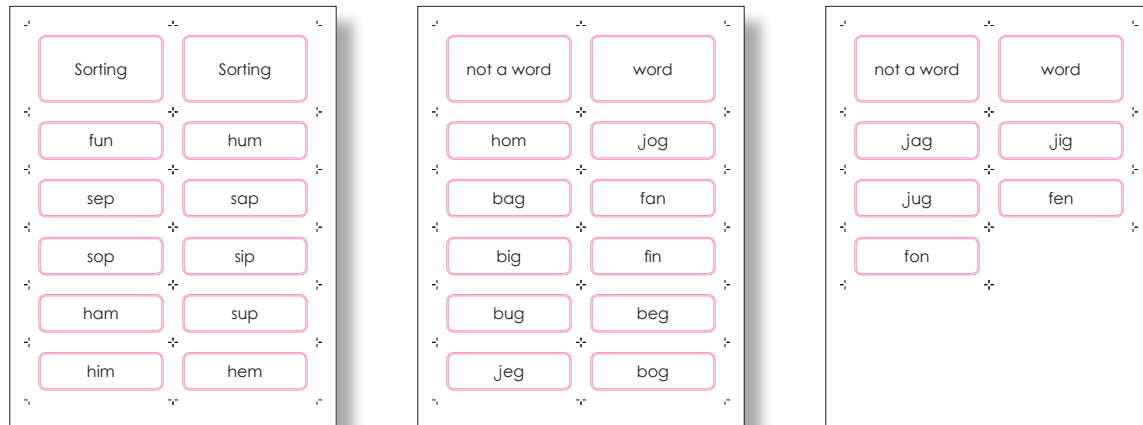 Sorting Sorting
fun hum
sep sap
sop sip
ham sup
him hem
not a word word
hom jog
bag fan
big fin
bug beg
jeg bog
not a word word
jag jig
jug fen
fon